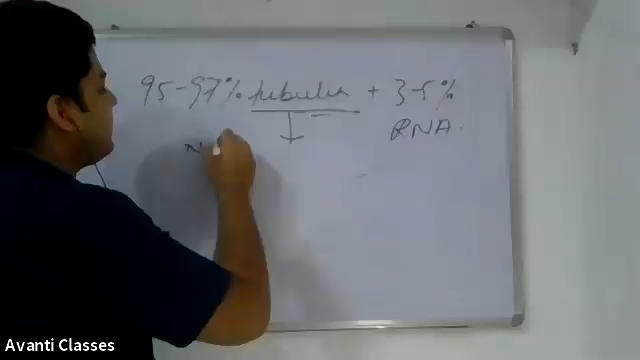 95-97% tubulin + 3-5%
RNA.
N
Avanti Classes